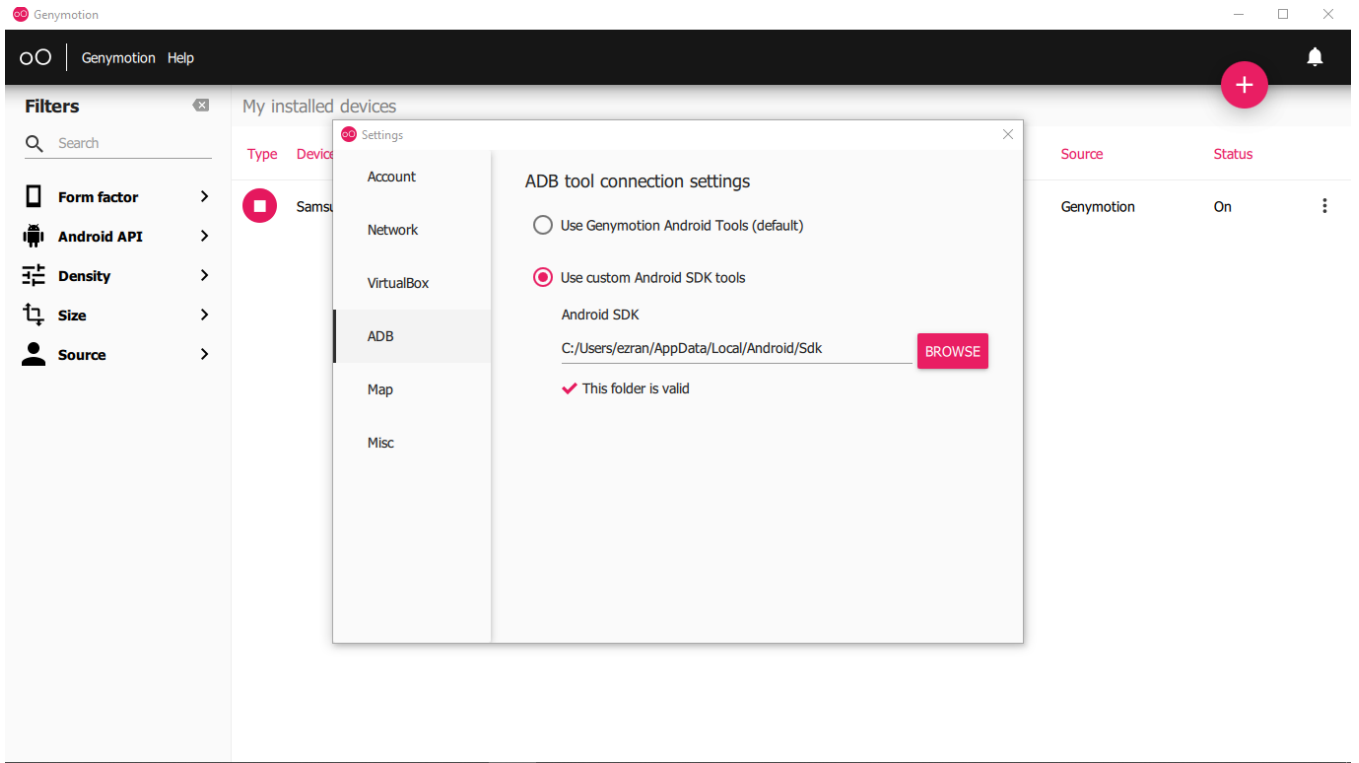 Genymotion
Genymotion Help
Filters
Search
Form factor
Android API
Density
Size
Source
My installed devices
Type Device Source Status
Samsu Genymotion On
Settings
Account
Network
VirtualBox
ADB
Map
Misc
ADB tool connection settings
Use Genymotion Android Tools (default)
Use custom Android SDK tools
Android SDK
C:/Users/ezran/AppData/Local/Android/Sdk
BROWSE
This folder is valid